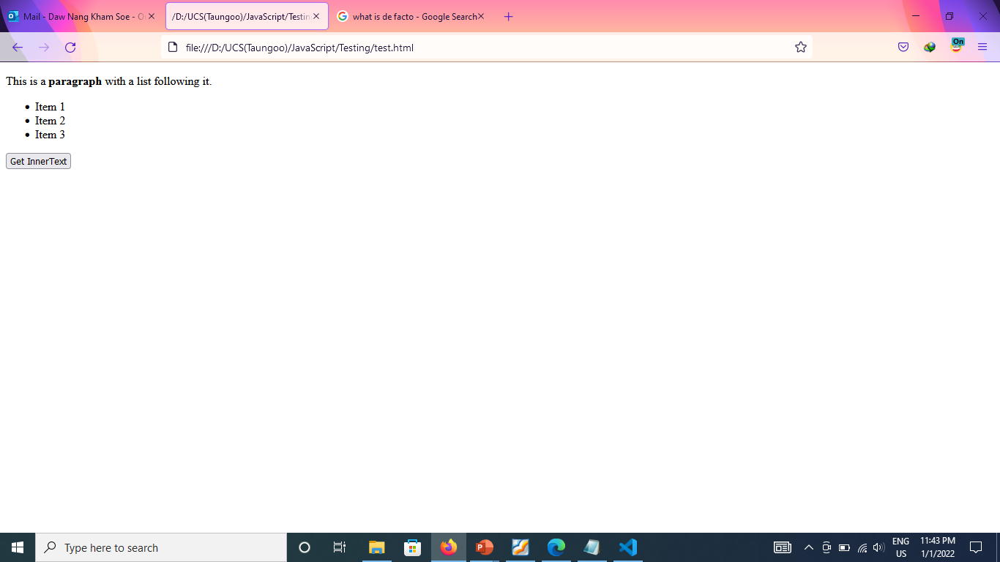 Mail - Daw Nang Kham Soe - O
/D:/UCS(Taungoo)/JavaScript/Testin
what is de facto - Google Search
file:///D:/UCS(Taungoo)/JavaScript/Testing/test.html
On
This is a paragraph with a list following it.
• Item 1
• Item 2
• Item 3
Get InnerText
Type here to search
ENG
US
11:43 PM
1/1/2022